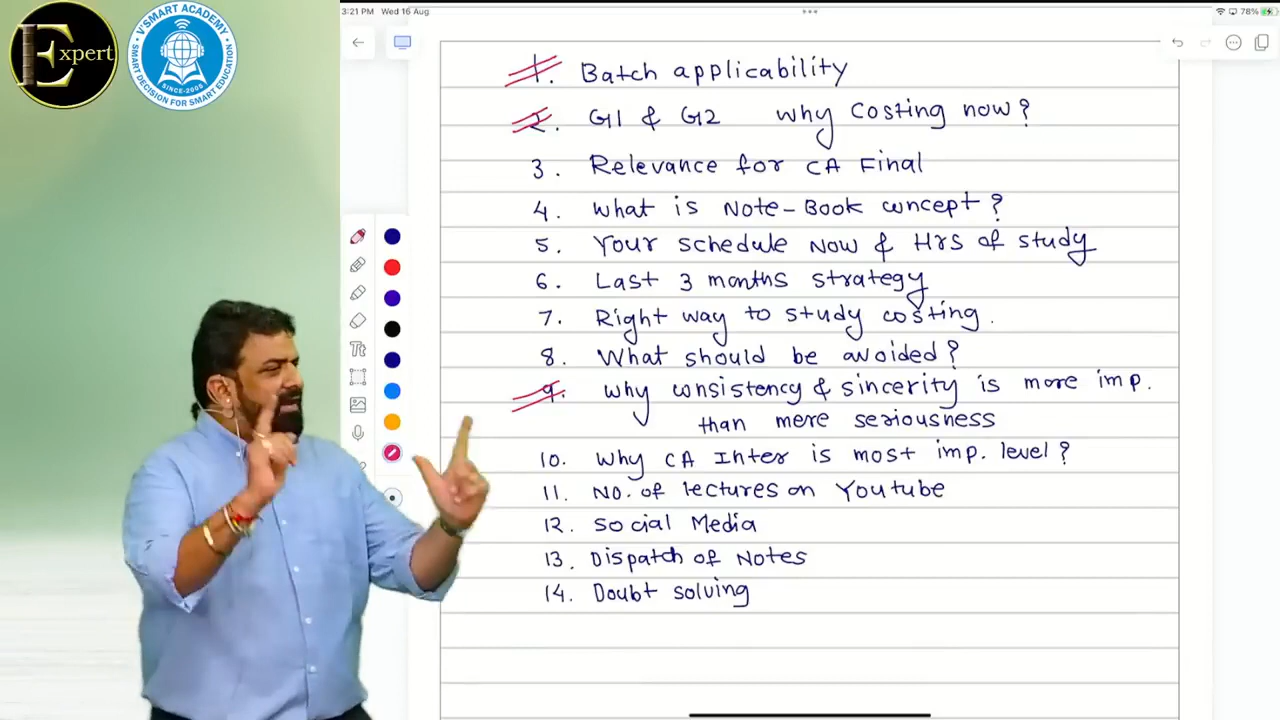 3:21 PM Wed 16 Aug
78%
Expert
V'SMART ACADEMY
SMART DECISION FOR SMART EDUCATION
SINCE-2005
1. Batch applicability
2. G1 & G2 Why Costing now?
3. Relevance for CA Final
4. What is Note-Book concept?
5. Your schedule Now & Hrs of study
6. Last 3 months strategy
7. Right way to study costing.
8. What should be avoided?
9. Why consistency & sincerity is more imp.
than mere seriousness
10. Why CA Inter is most imp. level?
11. No. of lectures on Youtube
12. Social Media
13. Dispatch of Notes
14. Doubt solving
Tt